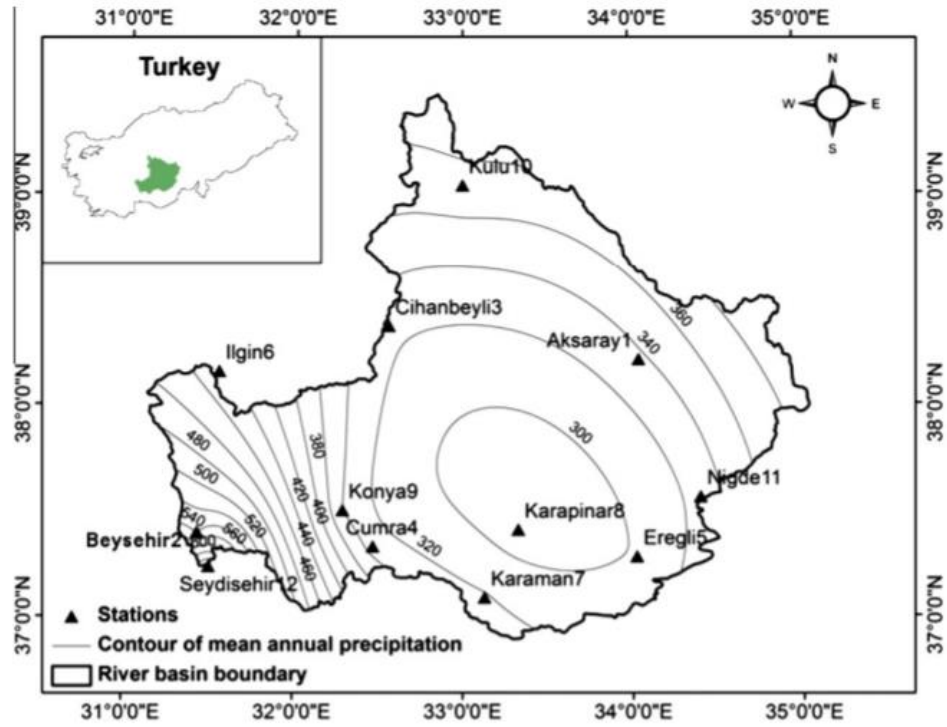 31°0'0"E 32°0'0"E 33°0'0"E 34°0'0"E 35°0'0"E
Turkey
N
W E
S
39°0'0"N
39°0'0"N
Kulu10
Cihanbeyli3
360
Aksaray1
340
Ilgin6
38°0'0"N
38°0'0"N
300
480
380
500
420
400
Konya9
Nigde11
Karapinar8
540
520
560
Cumra4
440
320
Eregli5
Beysehir2
460
Seydisehir12
Karaman7
37°0'0"N
37°0'0"N
Stations
Contour of mean annual precipitation
River basin boundary
31°0'0"E 32°0'0"E 33°0'0"E 34°0'0"E 35°0'0"E